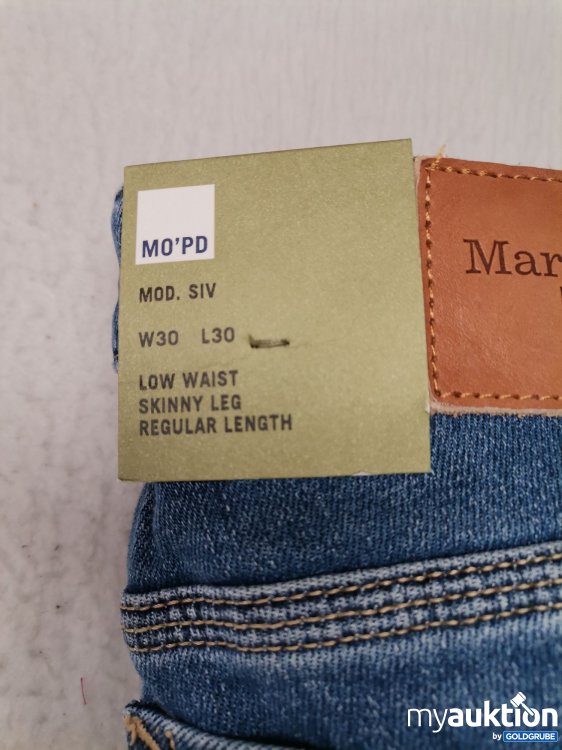 MO'PD
MOD. SIV
W30 L30
LOW WAIST
SKINNY LEG
REGULAR LENGTH
Mar
myauktion
by GOLDGRUBE